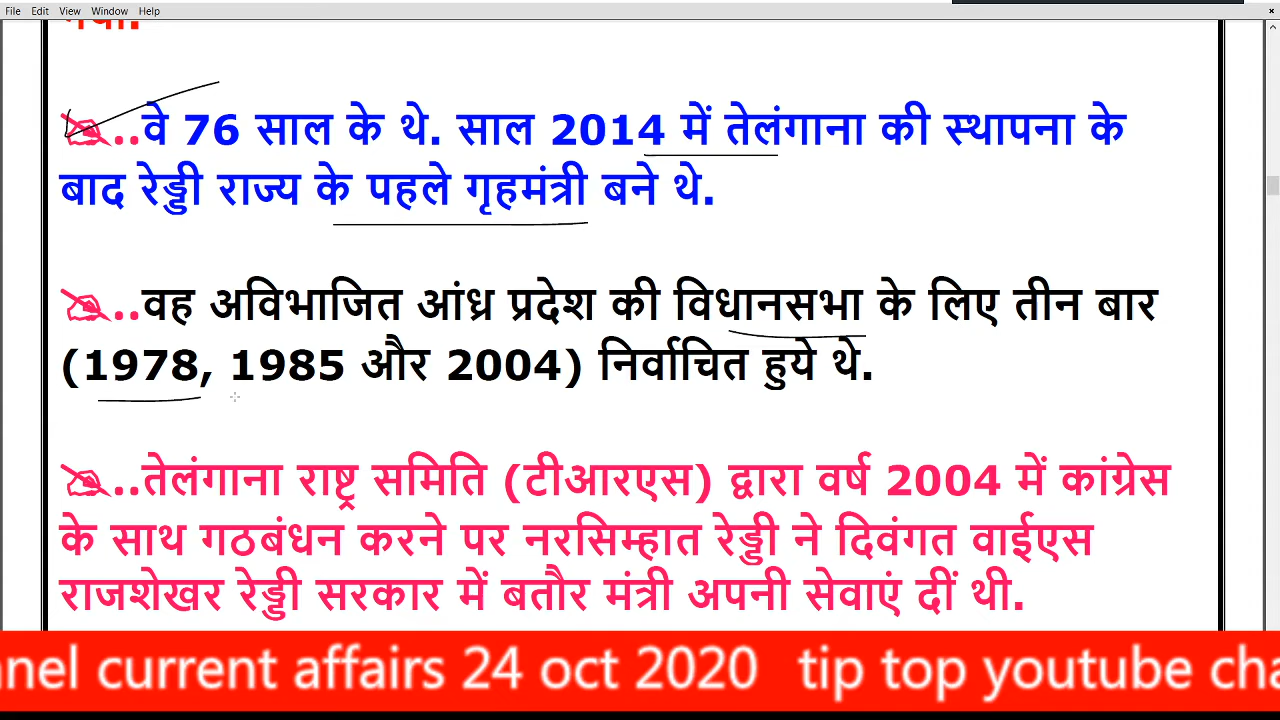 File Edit View Window Help
वे 76 साल के थे. साल 2014 में तेलंगाना की स्थापना के
बाद रेड्डी राज्य के पहले गृहमंत्री बने थे.
..वह अविभाजित आंध्र प्रदेश की विधानसभा के लिए तीन बार
(1978, 1985 और 2004) निर्वाचित हुये थे.
..तेलंगाना राष्ट्र समिति (टीआरएस) द्वारा वर्ष 2004 में कांग्रेस
के साथ गठबंधन करने पर नरसिम्हात रेड्डी ने दिवंगत वाईएस
राजशेखर रेड्डी सरकार में बतौर मंत्री अपनी सेवाएं दीं थी.
nel current affairs 24 oct 2020 tip top youtube cha